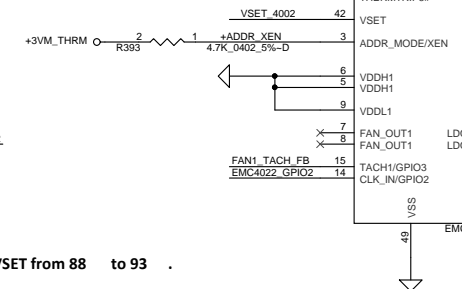 VSET_4002 42 VSET
+3VM_THRM 2 1 +ADDR_XEN 3 ADDR_MODE/XEN
R393 4.7K_0402_5%~D
6 VDDH1
5 VDDH1
9 VDDL1
7 FAN_OUT1
8 FAN_OUT1
FAN1_TACH_FB 15 TACH1/GPIO3
EMC4022_GPIO2 14 CLK_IN/GPIO2
VSS
49
from 88 to 93 .